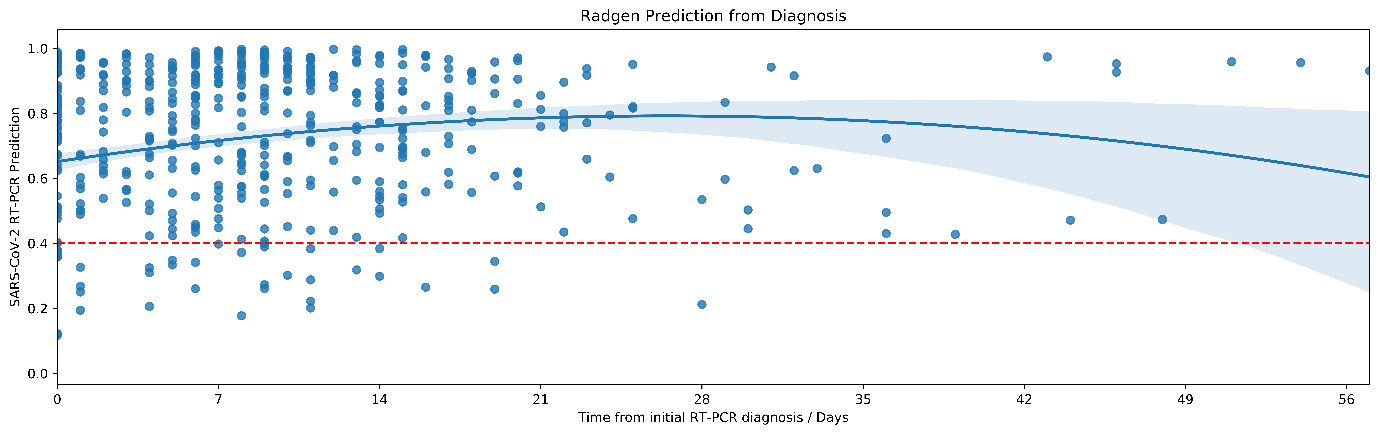 Radgen Prediction from Diagnosis
SARS-CoV-2 RT-PCR Prediction
1.0
0.8
0.6
0.4
0.2
0.0
0 7 14 21 28 35 42 49 56
Time from initial RT-PCR diagnosis / Days